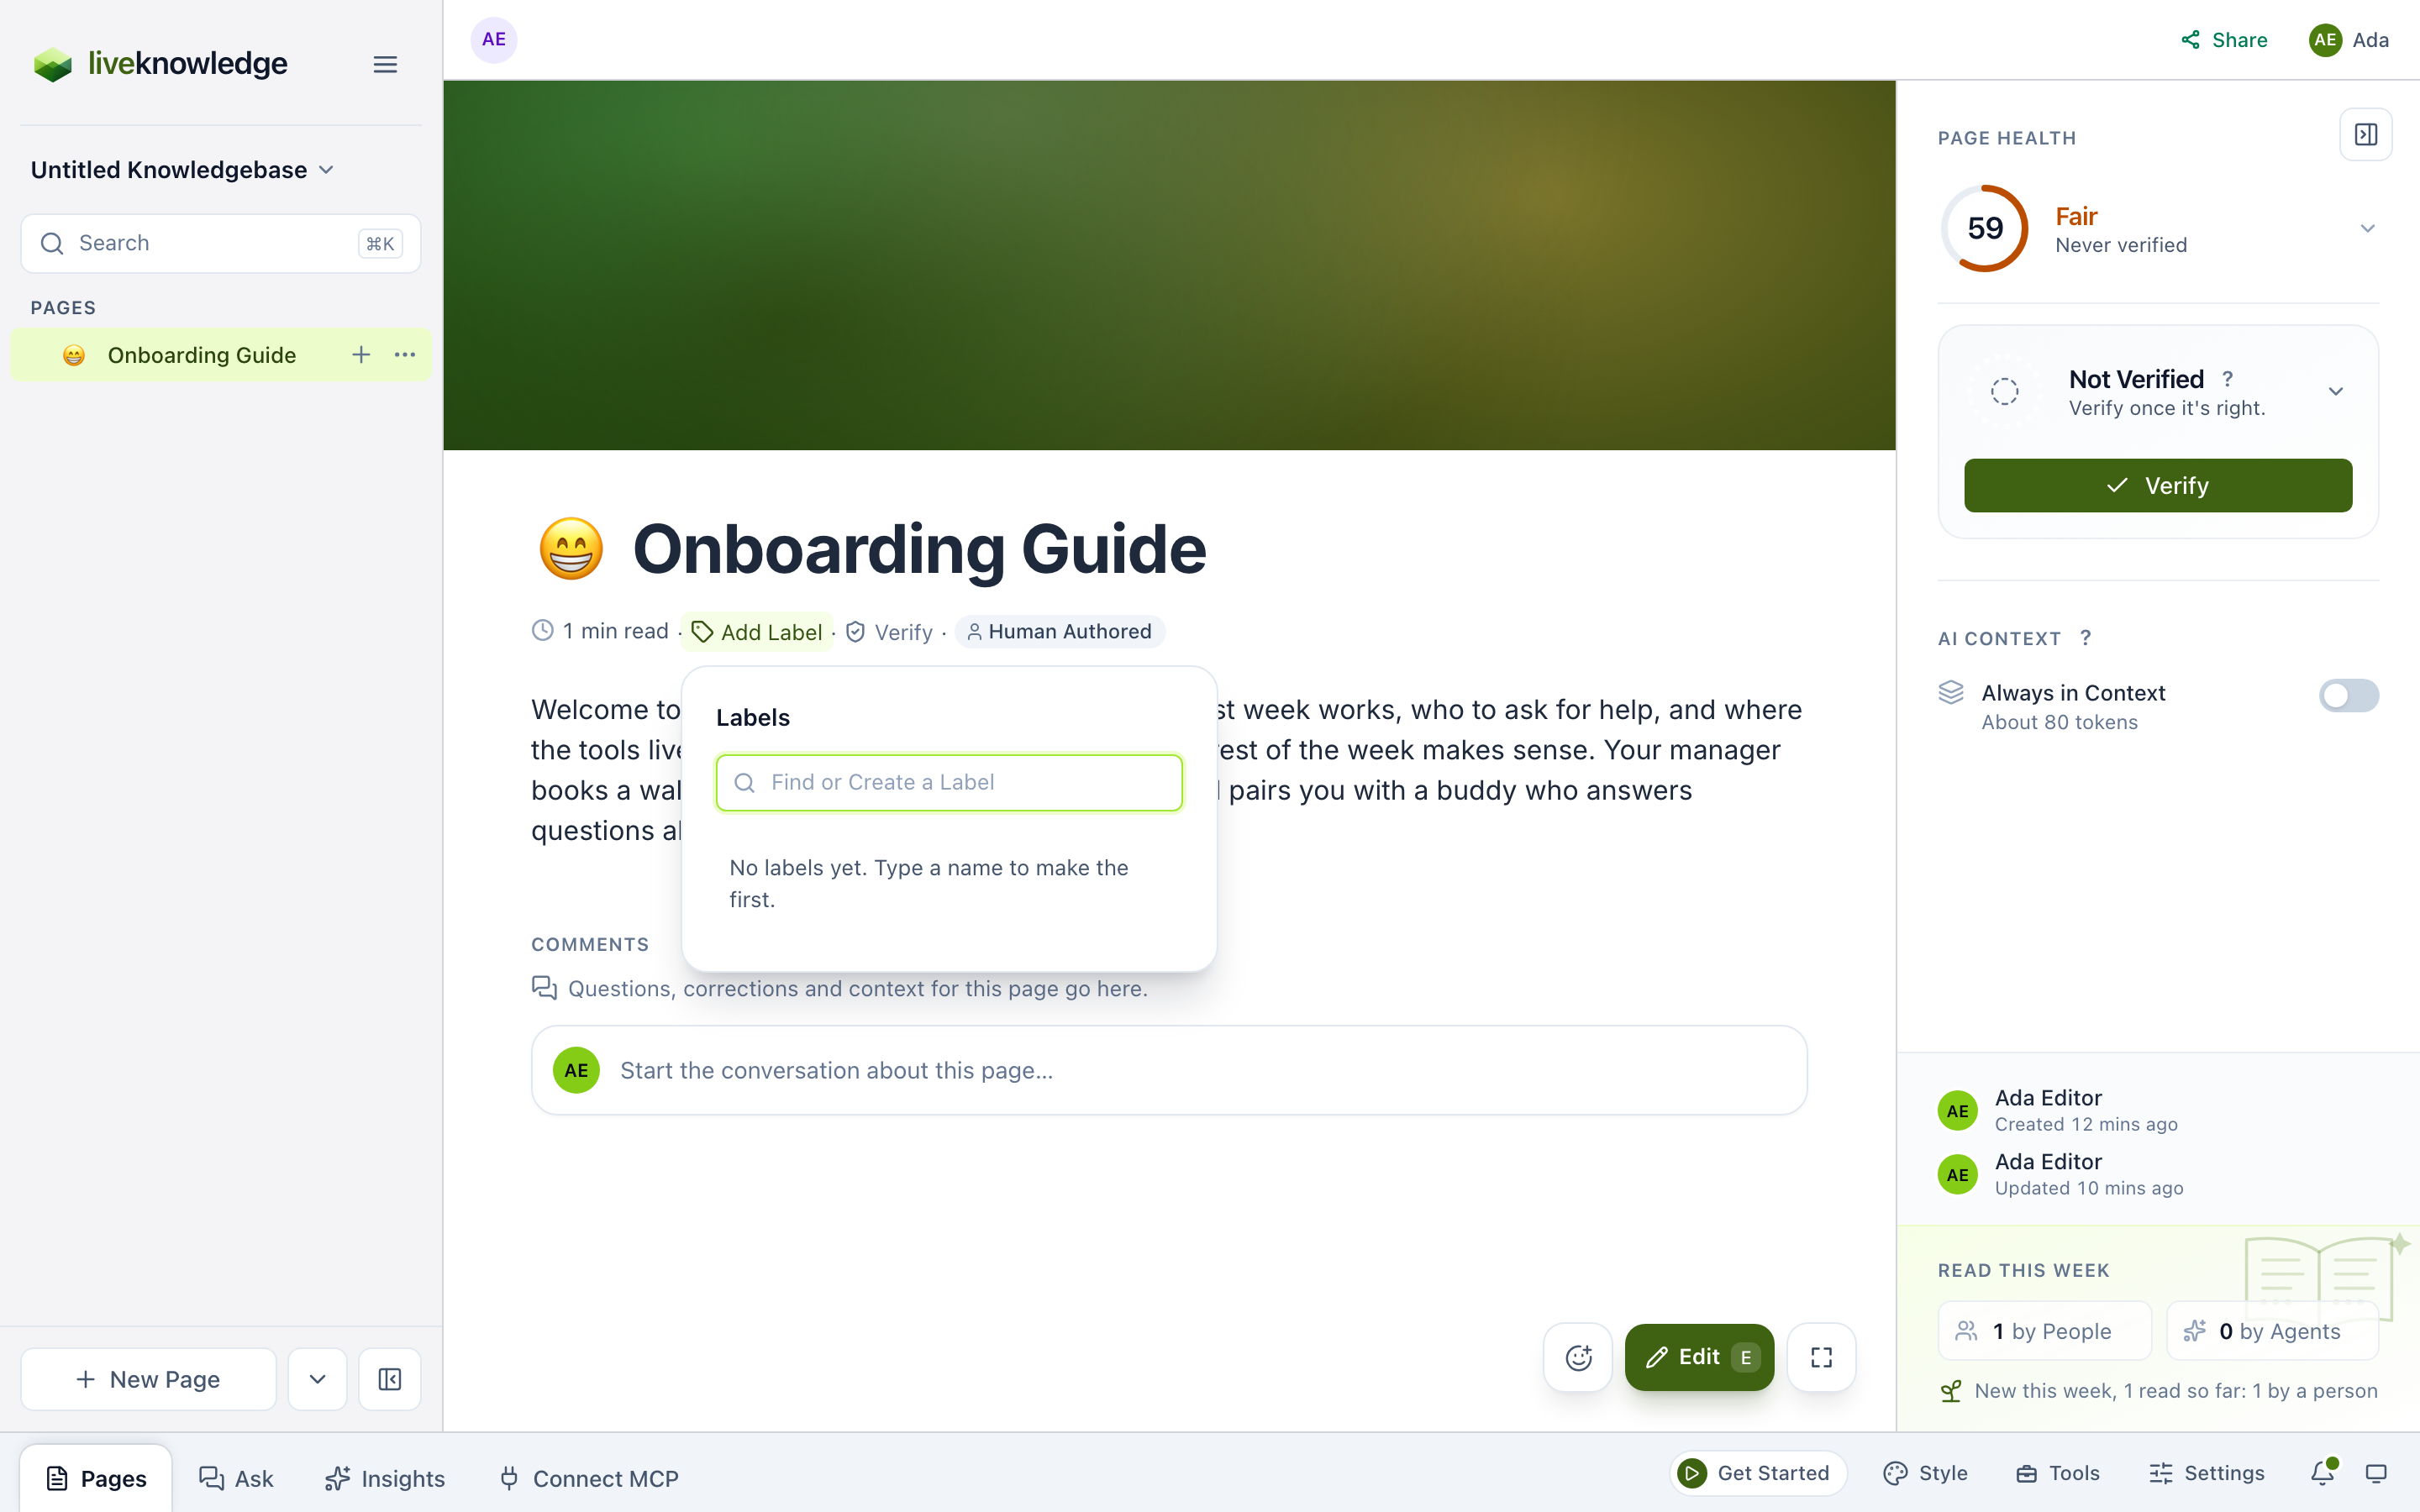 liveknowledge
Untitled Knowledgebase
Search ⌘K
PAGES
Onboarding Guide
New Page
AE
Share
AE Ada
Onboarding Guide
1 min read · Add Label · Verify · Human Authored
Welcome to st week works, who to ask for help, and where
the tools live est of the week makes sense. Your manager
books a wal pairs you with a buddy who answers
questions a
Labels
Find or Create a Label
No labels yet. Type a name to make the
first.
COMMENTS
Questions, corrections and context for this page go here.
AE Start the conversation about this page...
Edit E
PAGE HEALTH
59
Fair
Never verified
Not Verified ?
Verify once it's right.
Verify
AI CONTEXT ?
Always in Context
About 80 tokens
AE Ada Editor
Created 12 mins ago
AE Ada Editor
Updated 10 mins ago
READ THIS WEEK
1 by People
0 by Agents
New this week, 1 read so far: 1 by a person
Pages
Ask
Insights
Connect MCP
Get Started
Style
Tools
Settings